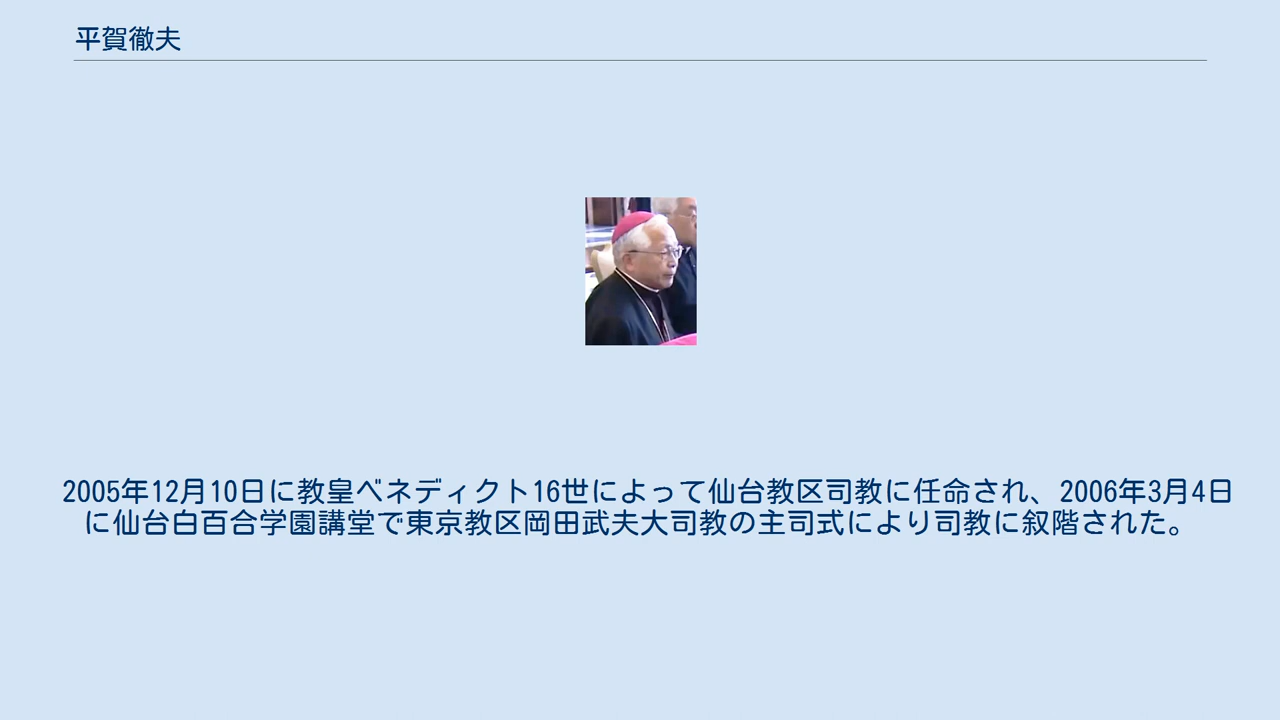 平賀徹夫
2005年12月10日に教皇ベネディクト16世によって仙台教区司教に任命され、2006年3月4日
に仙台白百合学園講堂で東京教区岡田武夫大司教の主司式により司教に叙階された。